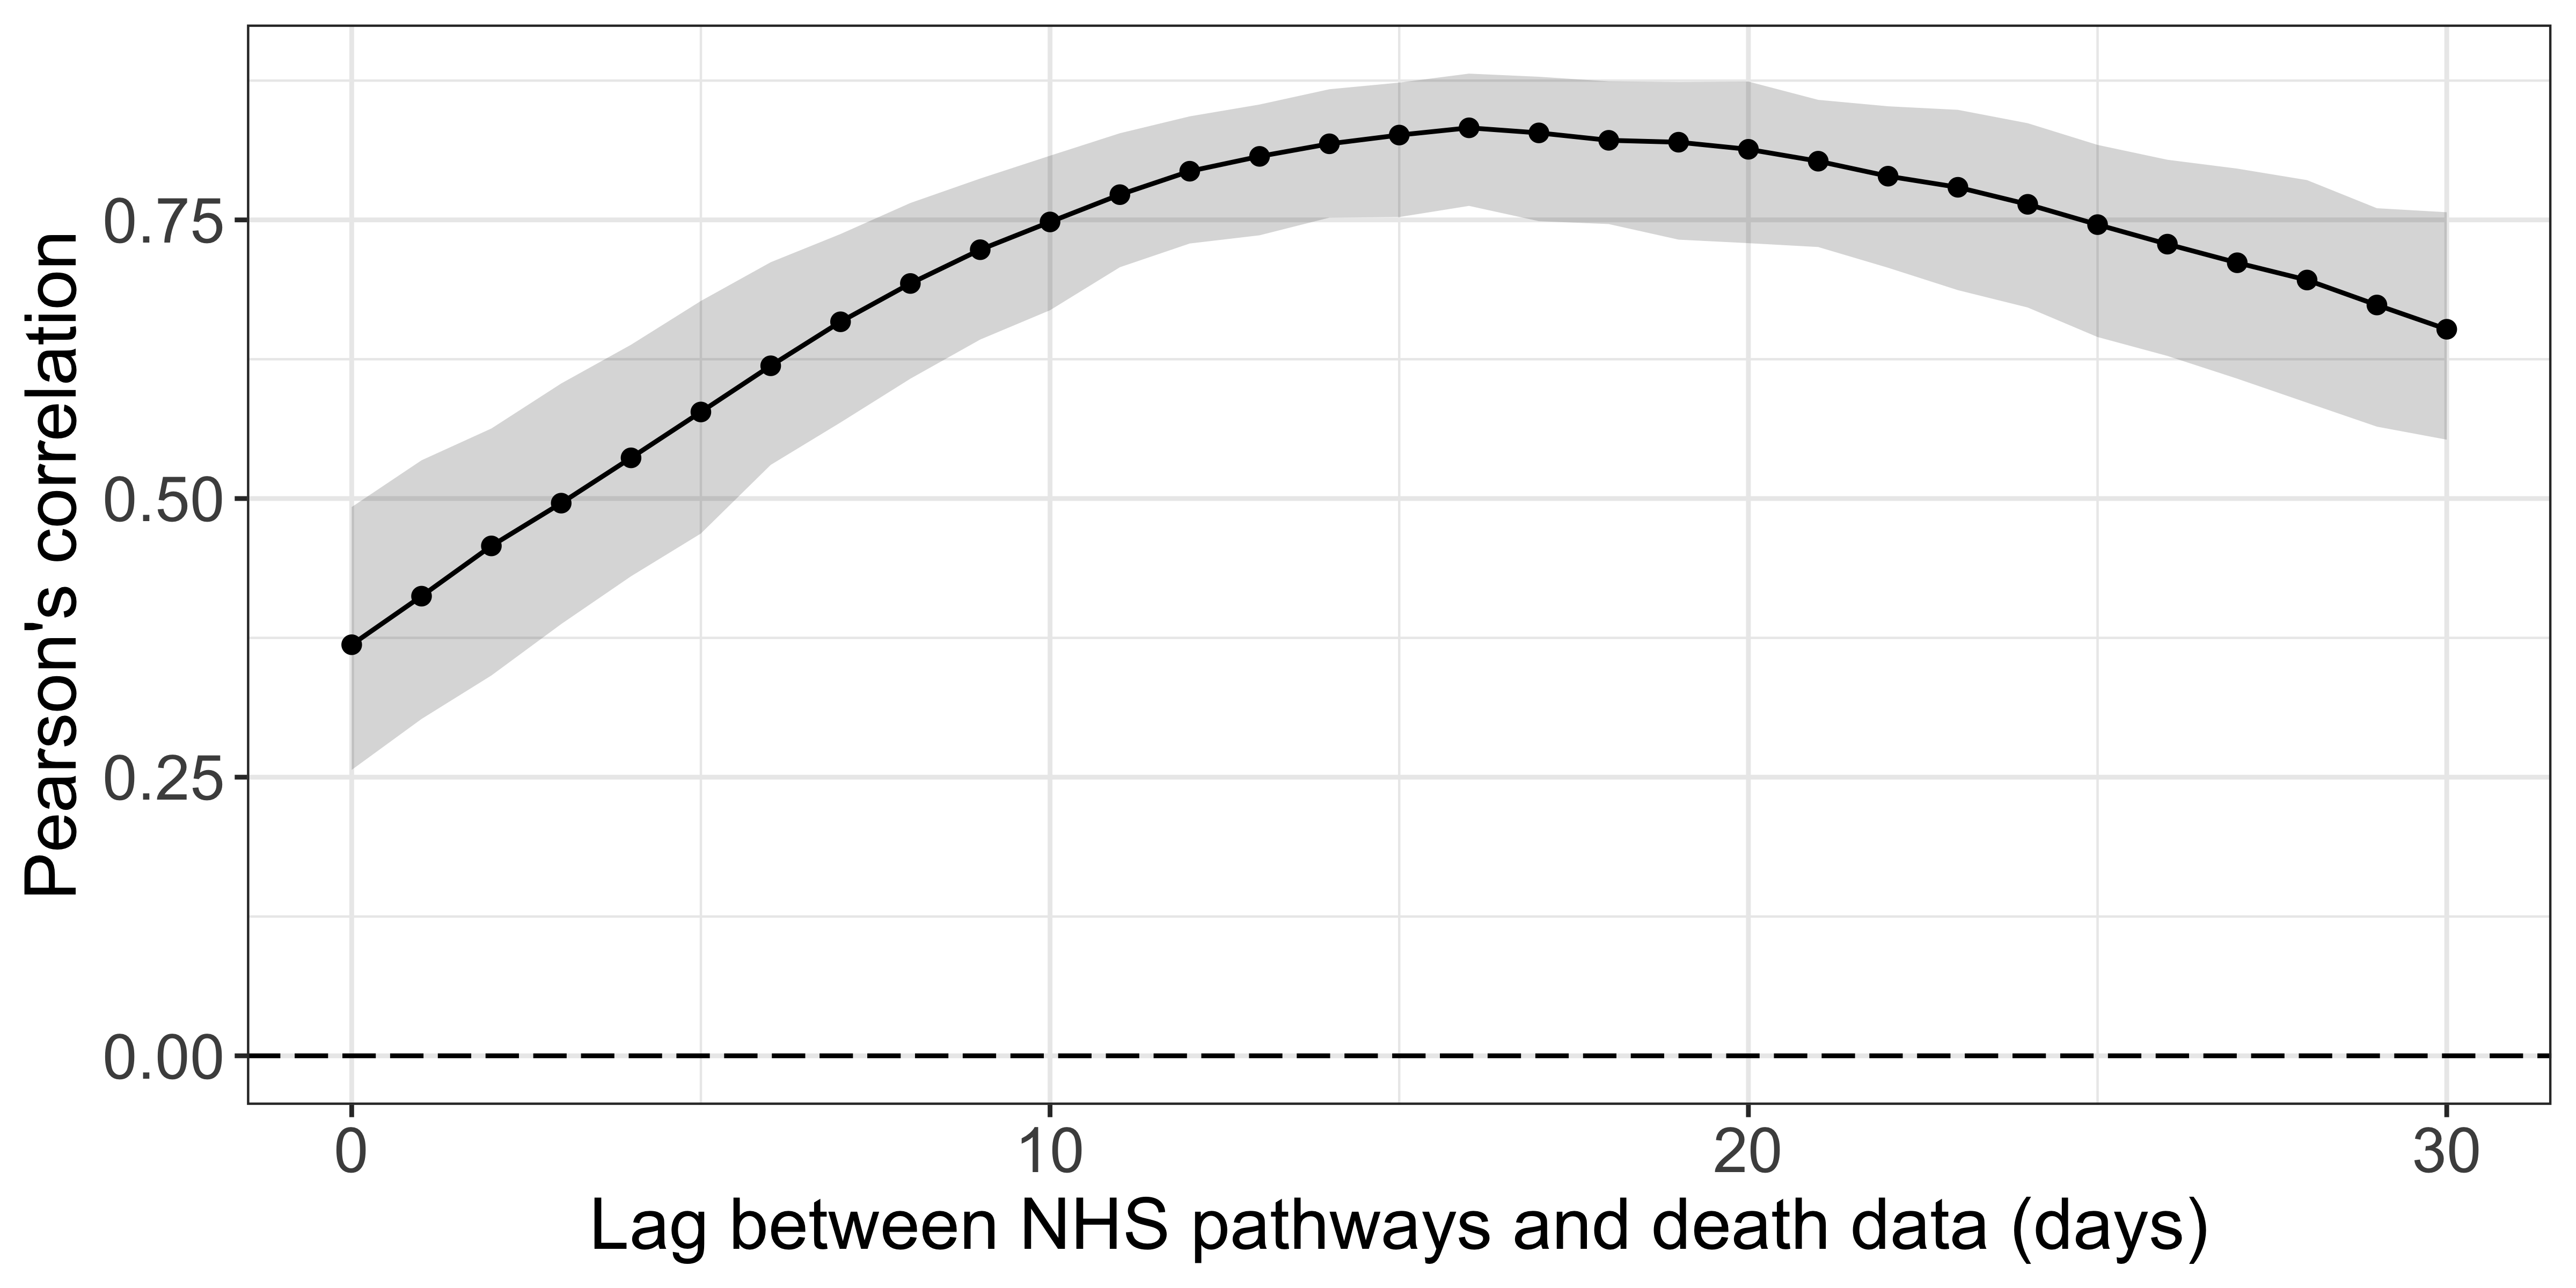 Pearson's correlation
0.75
0.50
0.25
0.00
0 10 20 30
Lag between NHS pathways and death data (days)